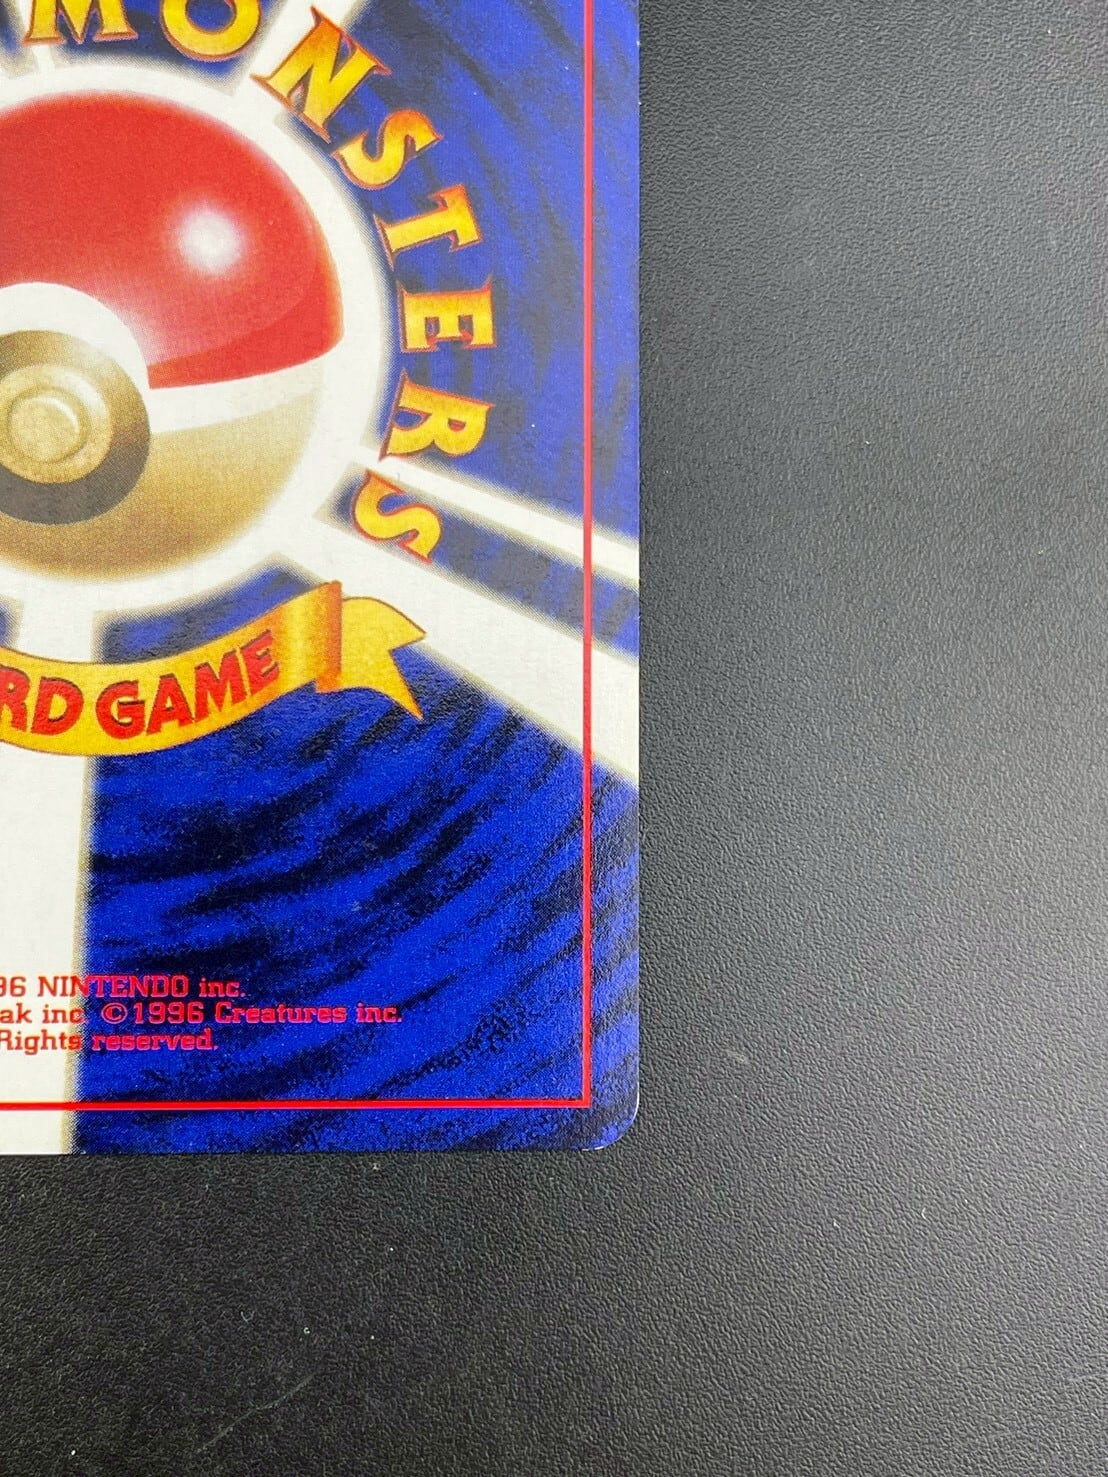 MONSTERS
RD GAME
96 NINTENDO inc.
ak inc ©1996 Creatures inc.
Rights reserved.